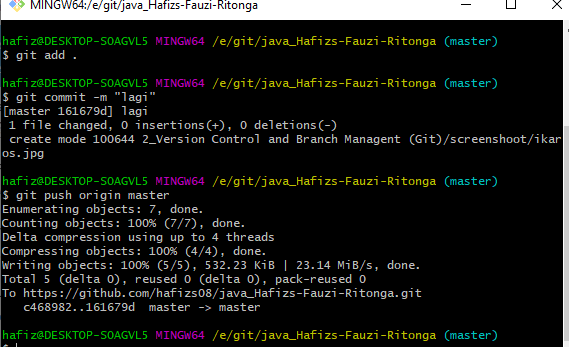 MINGW64:/e/git/java_Hafizs-Fauzi-Ritonga
hafiz@DESKTOP-SOAGVL5 MINGW64 /e/git/java_Hafizs-Fauzi-Ritonga (master)
$ git add .
hafiz@DESKTOP-SOAGVL5 MINGW64 /e/git/java_Hafizs-Fauzi-Ritonga (master)
$ git commit -m "lagi"
[master 161679d] lagi
1 file changed, 0 insertions(+), 0 deletions(-)
create mode 100644 2_Version Control and Branch Managent (Git)/screenshoot/ikar
os.jpg
hafiz@DESKTOP-SOAGVL5 MINGW64 /e/git/java_Hafizs-Fauzi-Ritonga (master)
$ git push origin master
Enumerating objects: 7, done.
Counting objects: 100% (7/7), done.
Delta compression using up to 4 threads
Compressing objects: 100% (4/4), done.
Writing objects: 100% (5/5), 532.23 KiB | 23.14 MiB/s, done.
Total 5 (delta 0), reused 0 (delta 0), pack-reused 0
To https://github.com/hafizs08/java_Hafizs-Fauzi-Ritonga.git
c468982..161679d  master -> master
hafiz@DESKTOP-SOAGVL5 MINGW64 /e/git/java_Hafizs-Fauzi-Ritonga (master)
$